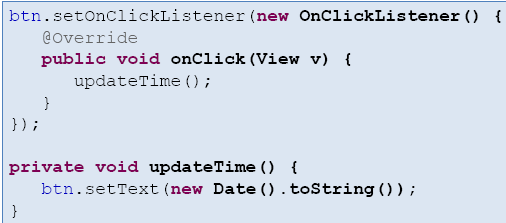 btn.setOnClickListener(new OnClickListener() {
@Override
public void onClick(View v) {
updateTime();
}
});
private void updateTime() {
btn.setText(new Date().toString());
}